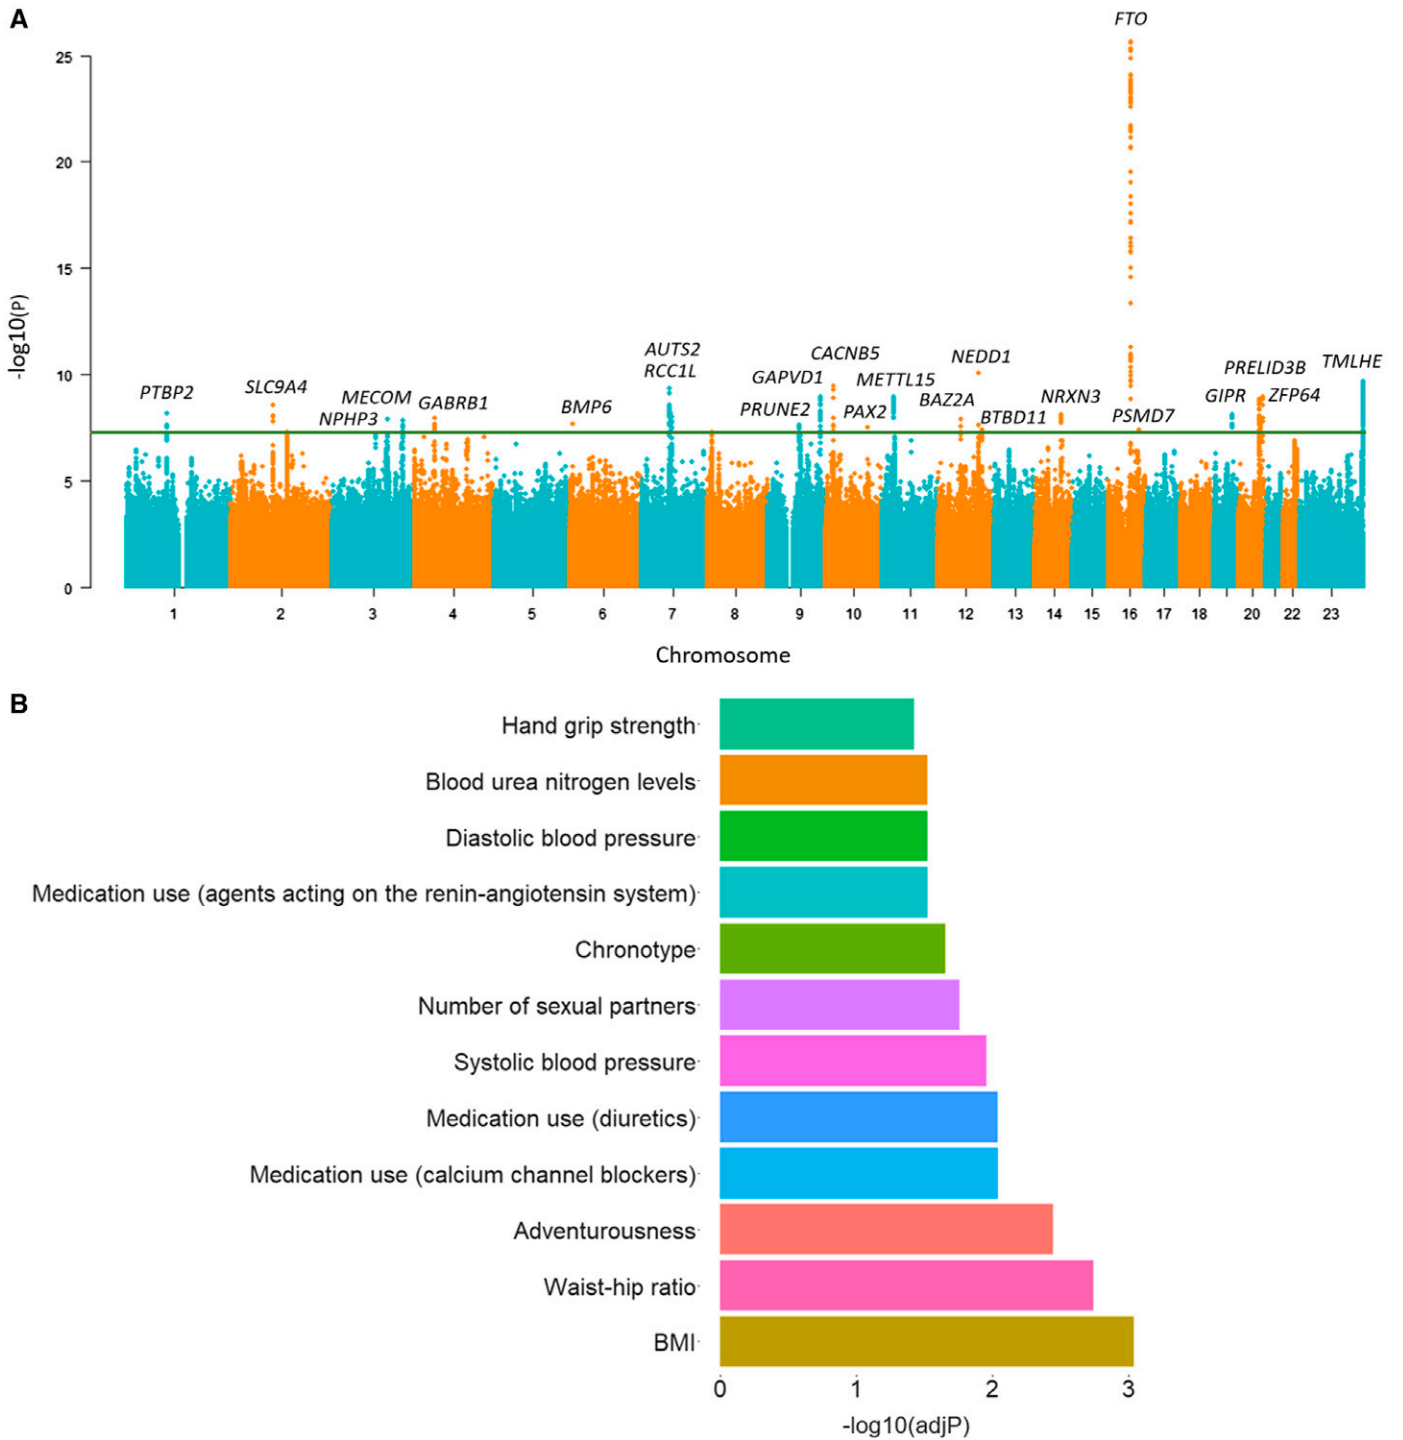 A
FTO
25
20
15
10
5
0
-log10(P)
PTBP2
SLC9A4
NPHP3
MECOM
GABRB1
BMP6
AUTS2
RCC1L
PRUNE2
GAPVD1
CACNB5
PAX2
METTL15
BAZ2A
NEDD1
BTBD11
NRXN3
PSMD7
GIPR
PRELID3B
ZFP64
TMLHE
1 2 3 4 5 6 7 8 9 10 11 12 13 14 15 16 17 18 20 22 23
Chromosome
B
Hand grip strength
Blood urea nitrogen levels
Diastolic blood pressure
Medication use (agents acting on the renin-angiotensin system)
Chronotype
Number of sexual partners
Systolic blood pressure
Medication use (diuretics)
Medication use (calcium channel blockers)
Adventurousness
Waist-hip ratio
BMI
0 1 2 3
-log10(adjP)